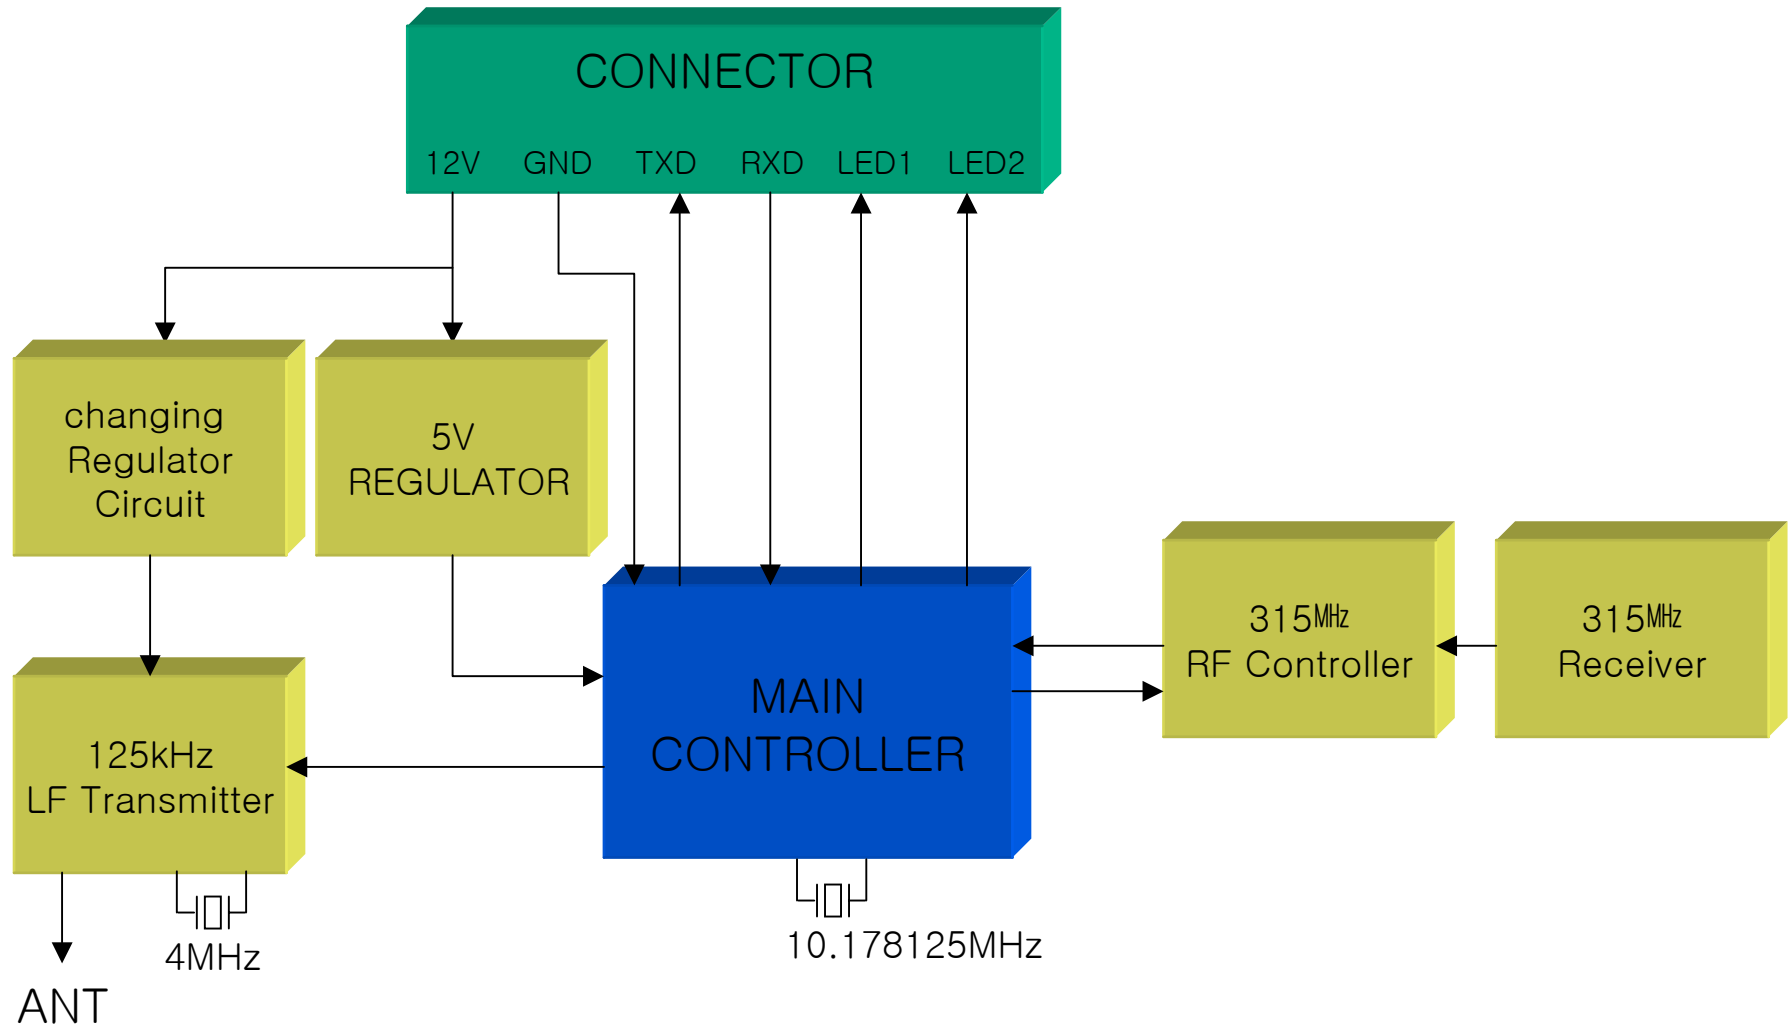 CONNECTOR
12V GND TXD RXD LED1 LED2
changing
Regulator
Circuit
5V
REGULATOR
315㎒
RF Controller
315㎒
Receiver
MAIN
CONTROLLER
125kHz
LF Transmitter
4MHz
10.178125MHz
ANT